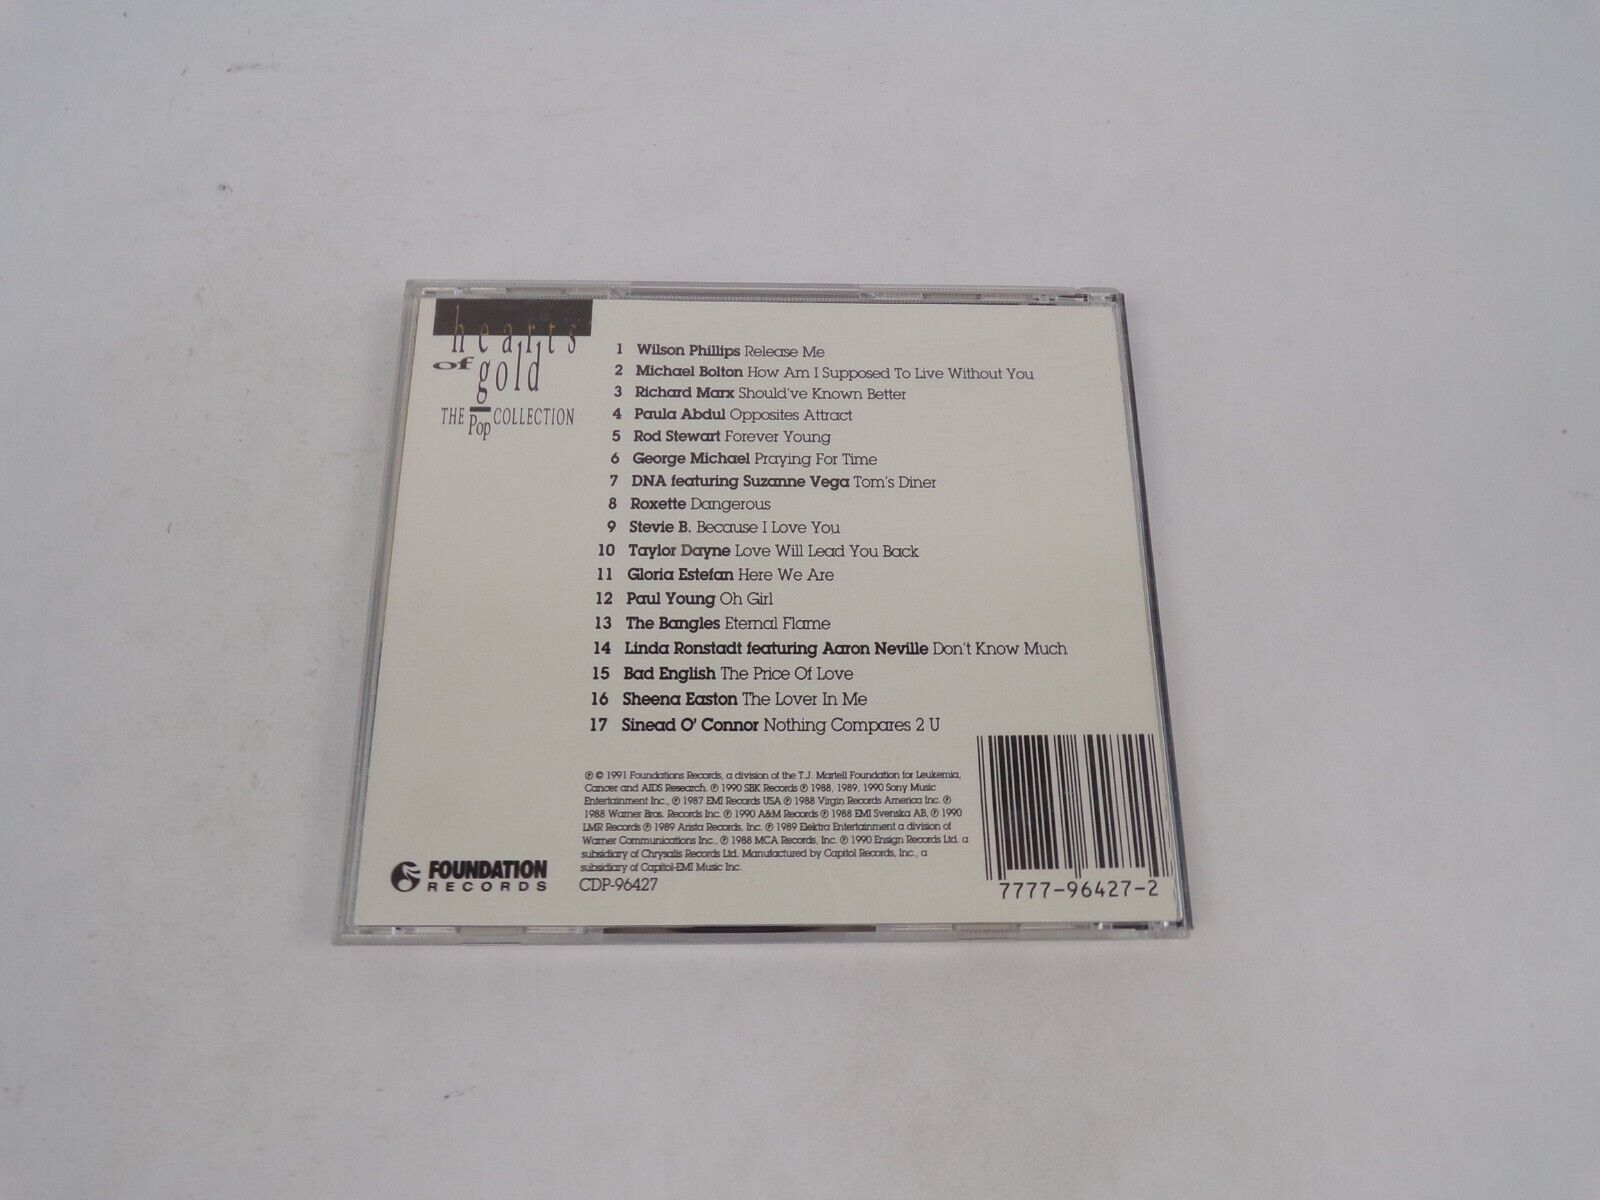 hearts
of gold
THE Pop COLLECTION
1 Wilson Phillips Release Me
2 Michael Bolton How Am I Supposed To Live Without You
3 Richard Marx Should've Known Better
4 Paula Abdul Opposites Attract
5 Rod Stewart Forever Young
6 George Michael Praying For Time
7 DNA featuring Suzanne Vega Tom's Diner
8 Roxette Dangerous
9 Stevie B. Because I Love You
10 Taylor Dayne Love Will Lead You Back
11 Gloria Estefan Here We Are
12 Paul Young Oh Girl
13 The Bangles Eternal Flame
14 Linda Ronstadt featuring Aaron Neville Don't Know Much
15 Bad English The Price Of Love
16 Sheena Easton The Lover In Me
17 Sinead O' Connor Nothing Compares 2 U
℗ © 1991 Foundations Records, a division of the T.J. Martell Foundation for Leukemia,
Cancer and AIDS Research. ℗ 1990 SBK Records ℗ 1988, 1989, 1990 Sony Music
Entertainment Inc., ℗ 1987 EMI Records USA ℗ 1988 Virgin Records America Inc. ℗
1988 Warner Bros. Records Inc. ℗ 1990 A&M Records ℗ 1988 EMI Svenska AB, ℗ 1990
LMR Records ℗ 1989 Arista Records, Inc. ℗ 1989 Elektra Entertainment a division of
Warner Communications Inc., ℗ 1988 MCA Records, Inc. ℗ 1990 Ensign Records Ltd. a
subsidiary of Chrysalis Records Ltd. Manufactured by Capitol Records, Inc., a
subsidiary of Capitol-EMI Music Inc.
CDP-96427
FOUNDATION
RECORDS
7777-96427-2